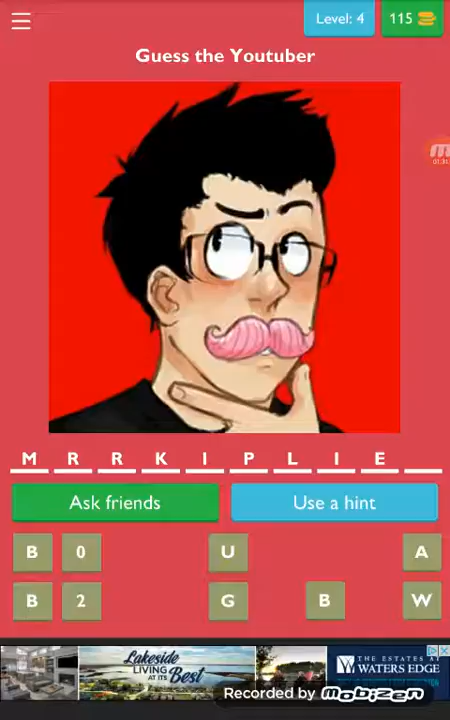 Level: 4
115
Guess the Youtuber
M R R K I P L I E
Ask friends
Use a hint
B 0 U A
B 2 G B W
Lakeside
LIVING
AT ITS Best
THE ESTATES AT
W WATERS EDGE
Recorded by mobizen